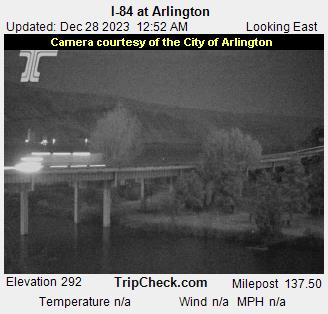 I-84 at Arlington
Updated: Dec 28 2023 12:52 AM Looking East
Camera courtesy of the City of Arlington
Elevation 292 TripCheck.com Milepost 137.50
Temperature n/a Wind n/a MPH n/a